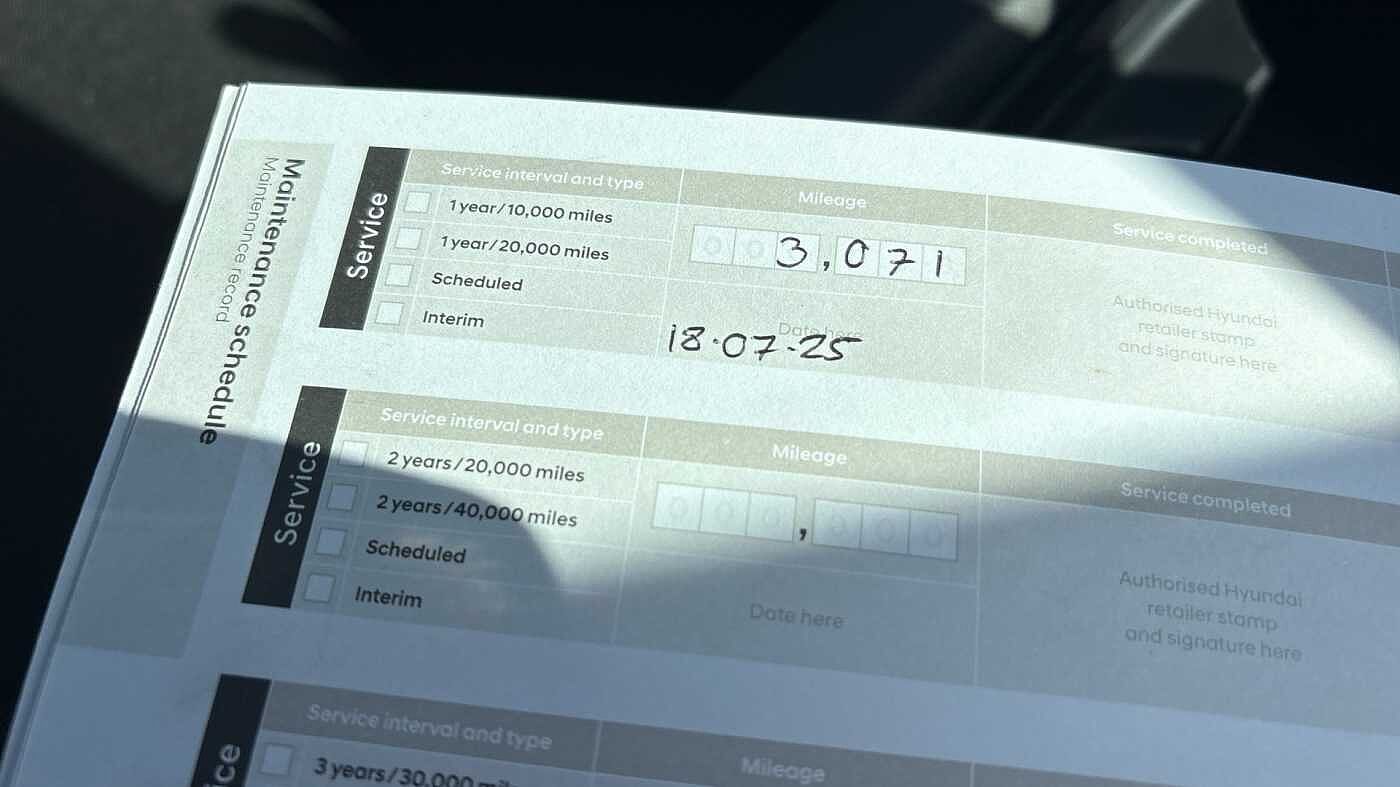 Maintenance schedule
Maintenance record
Service
Service interval and type
1 year/10,000 miles
1 year/20,000 miles
Scheduled
Interim
Mileage
003,071
Date here
18.07.25
Service completed
Authorised Hyundai
retailer stamp
and signature here
Service
Service interval and type
2 years/20,000 miles
2 years/40,000 miles
Scheduled
Interim
Mileage
000,000
Date here
Service completed
Authorised Hyundai
retailer stamp
and signature here
Service interval and type
3 years/30,000
Mileage